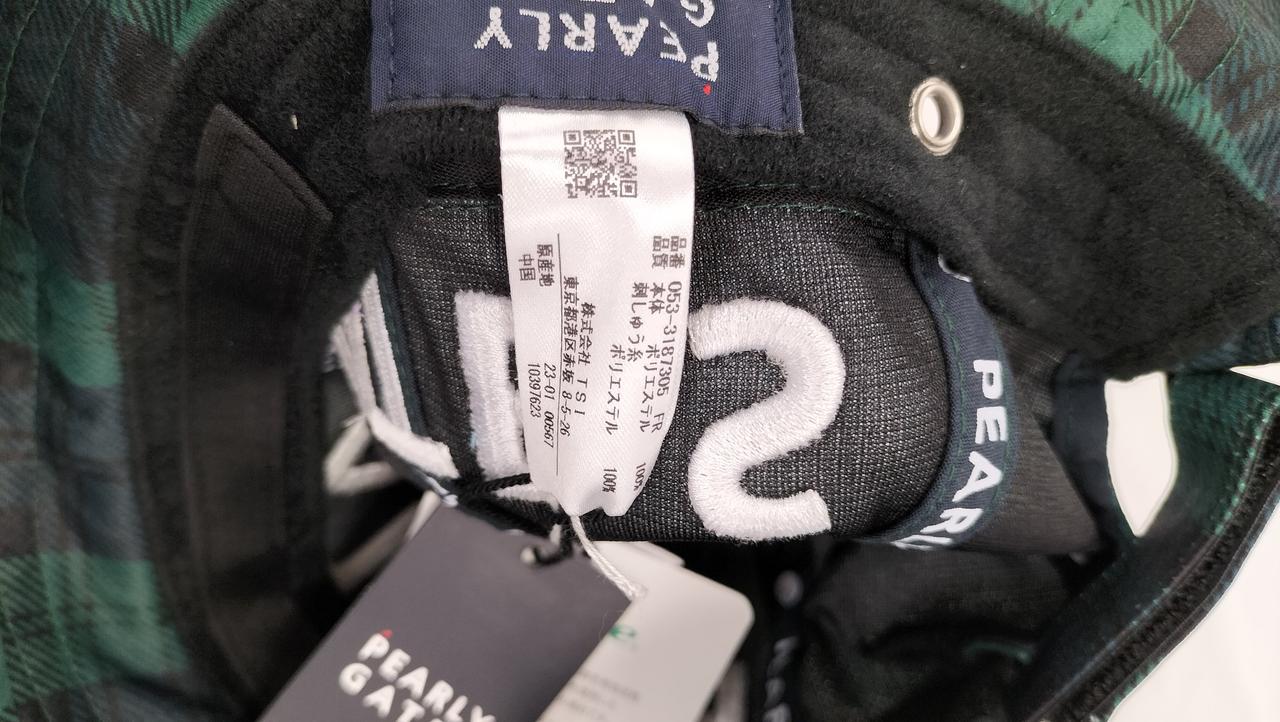 PEARLY
GATES
品番 053-3187305 FR
品質 本体 ポリエステル 100%
刺しゅう糸 ポリエステル 100%
株式会社 TSI
東京都港区赤坂 8-5-26
原産地 23-01 00567
中国 10397623
PEARL
PEARLY
GAT